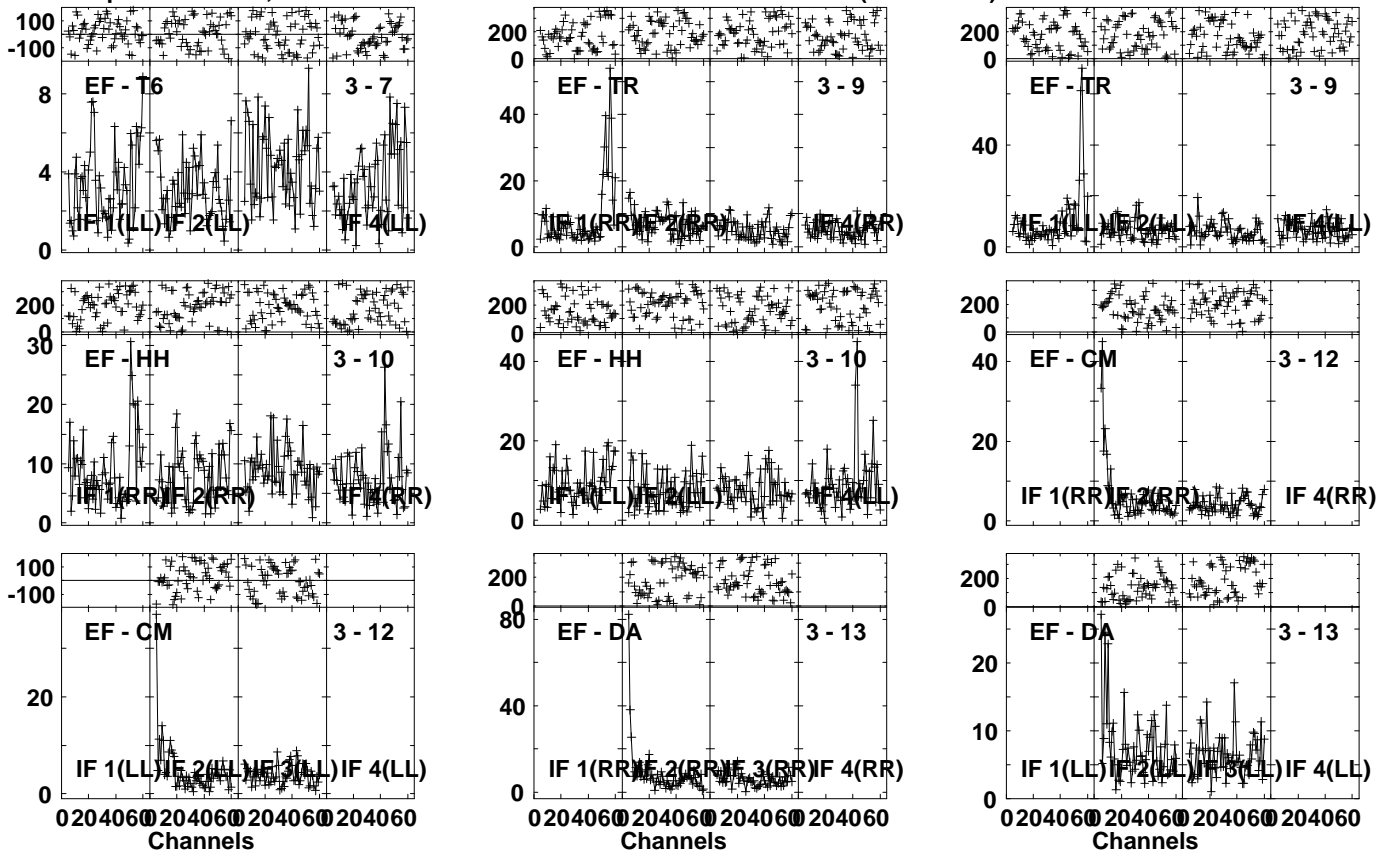 100
-100
EF - T6 3 - 7
8
4
0
IF 1(LL) IF 2(LL) IF 4(LL)
200
0
EF - TR 3 - 9
40
20
0
IF 1(RR) IF 2(RR) IF 4(RR)
200
0
EF - TR 3 - 9
40
0
IF 1(LL) IF 2(LL) IF 4(LL)
200
0
30
EF - HH 3 - 10
20
10
0
IF 1(RR) IF 2(RR) IF 4(RR)
200
0
EF - HH 3 - 10
40
20
0
IF 1(LL) IF 2(LL) IF 4(LL)
200
0
EF - CM 3 - 12
40
20
0
IF 1(RR) IF 2(RR) IF 4(RR)
100
-100
EF - CM 3 - 12
20
0
IF 1(LL) IF 2(LL) IF 3(LL) IF 4(LL)
0 20 40 60 0 20 40 60 0 20 40 60 0 20 40 60
Channels
200
0
80
EF - DA 3 - 13
40
0
IF 1(RR) IF 2(RR) IF 3(RR) IF 4(RR)
0 20 40 60 0 20 40 60 0 20 40 60 0 20 40 60
Channels
200
0
EF - DA 3 - 13
20
10
0
IF 1(LL) IF 2(LL) IF 3(LL) IF 4(LL)
0 20 40 60 0 20 40 60 0 20 40 60 0 20 40 60
Channels